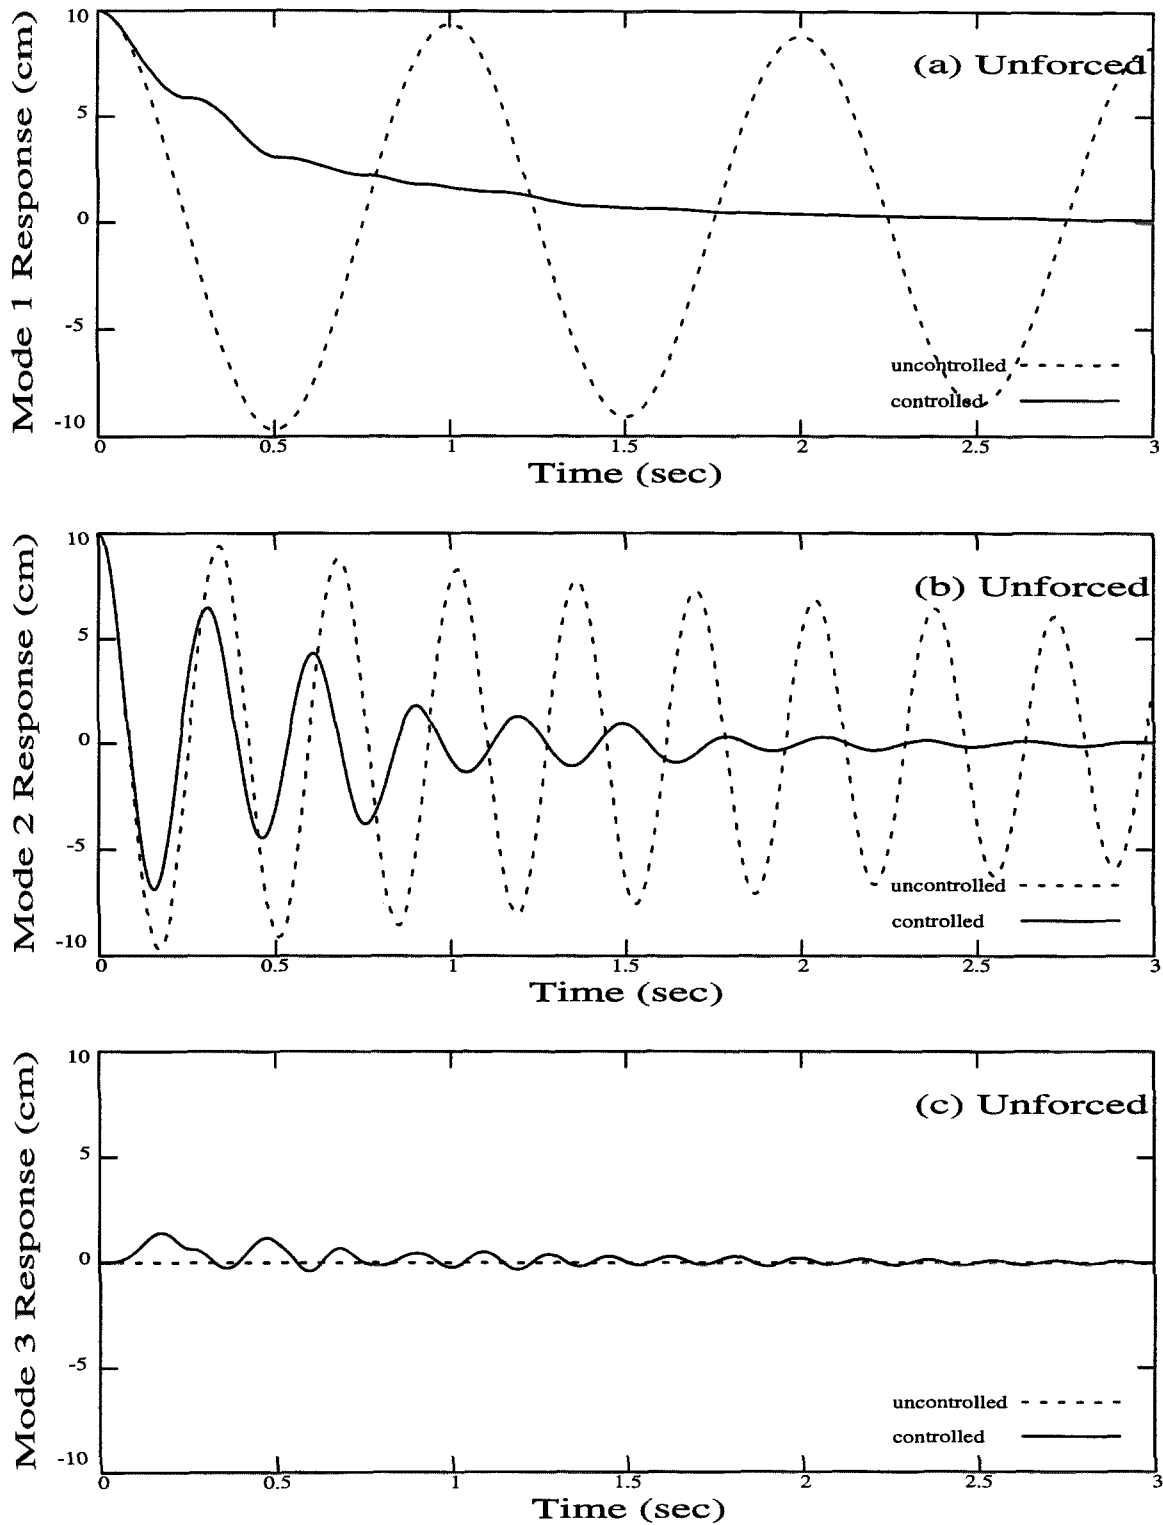 Mode 1 Response (cm)
10
5
0
-5
-10
(a) Unforced
uncontrolled
controlled
0 0.5 1 1.5 2 2.5 3
Time (sec)
Mode 2 Response (cm)
10
5
0
-5
-10
(b) Unforced
uncontrolled
controlled
0 0.5 1 1.5 2 2.5 3
Time (sec)
Mode 3 Response (cm)
10
5
0
-5
-10
(c) Unforced
uncontrolled
controlled
0 0.5 1 1.5 2 2.5 3
Time (sec)